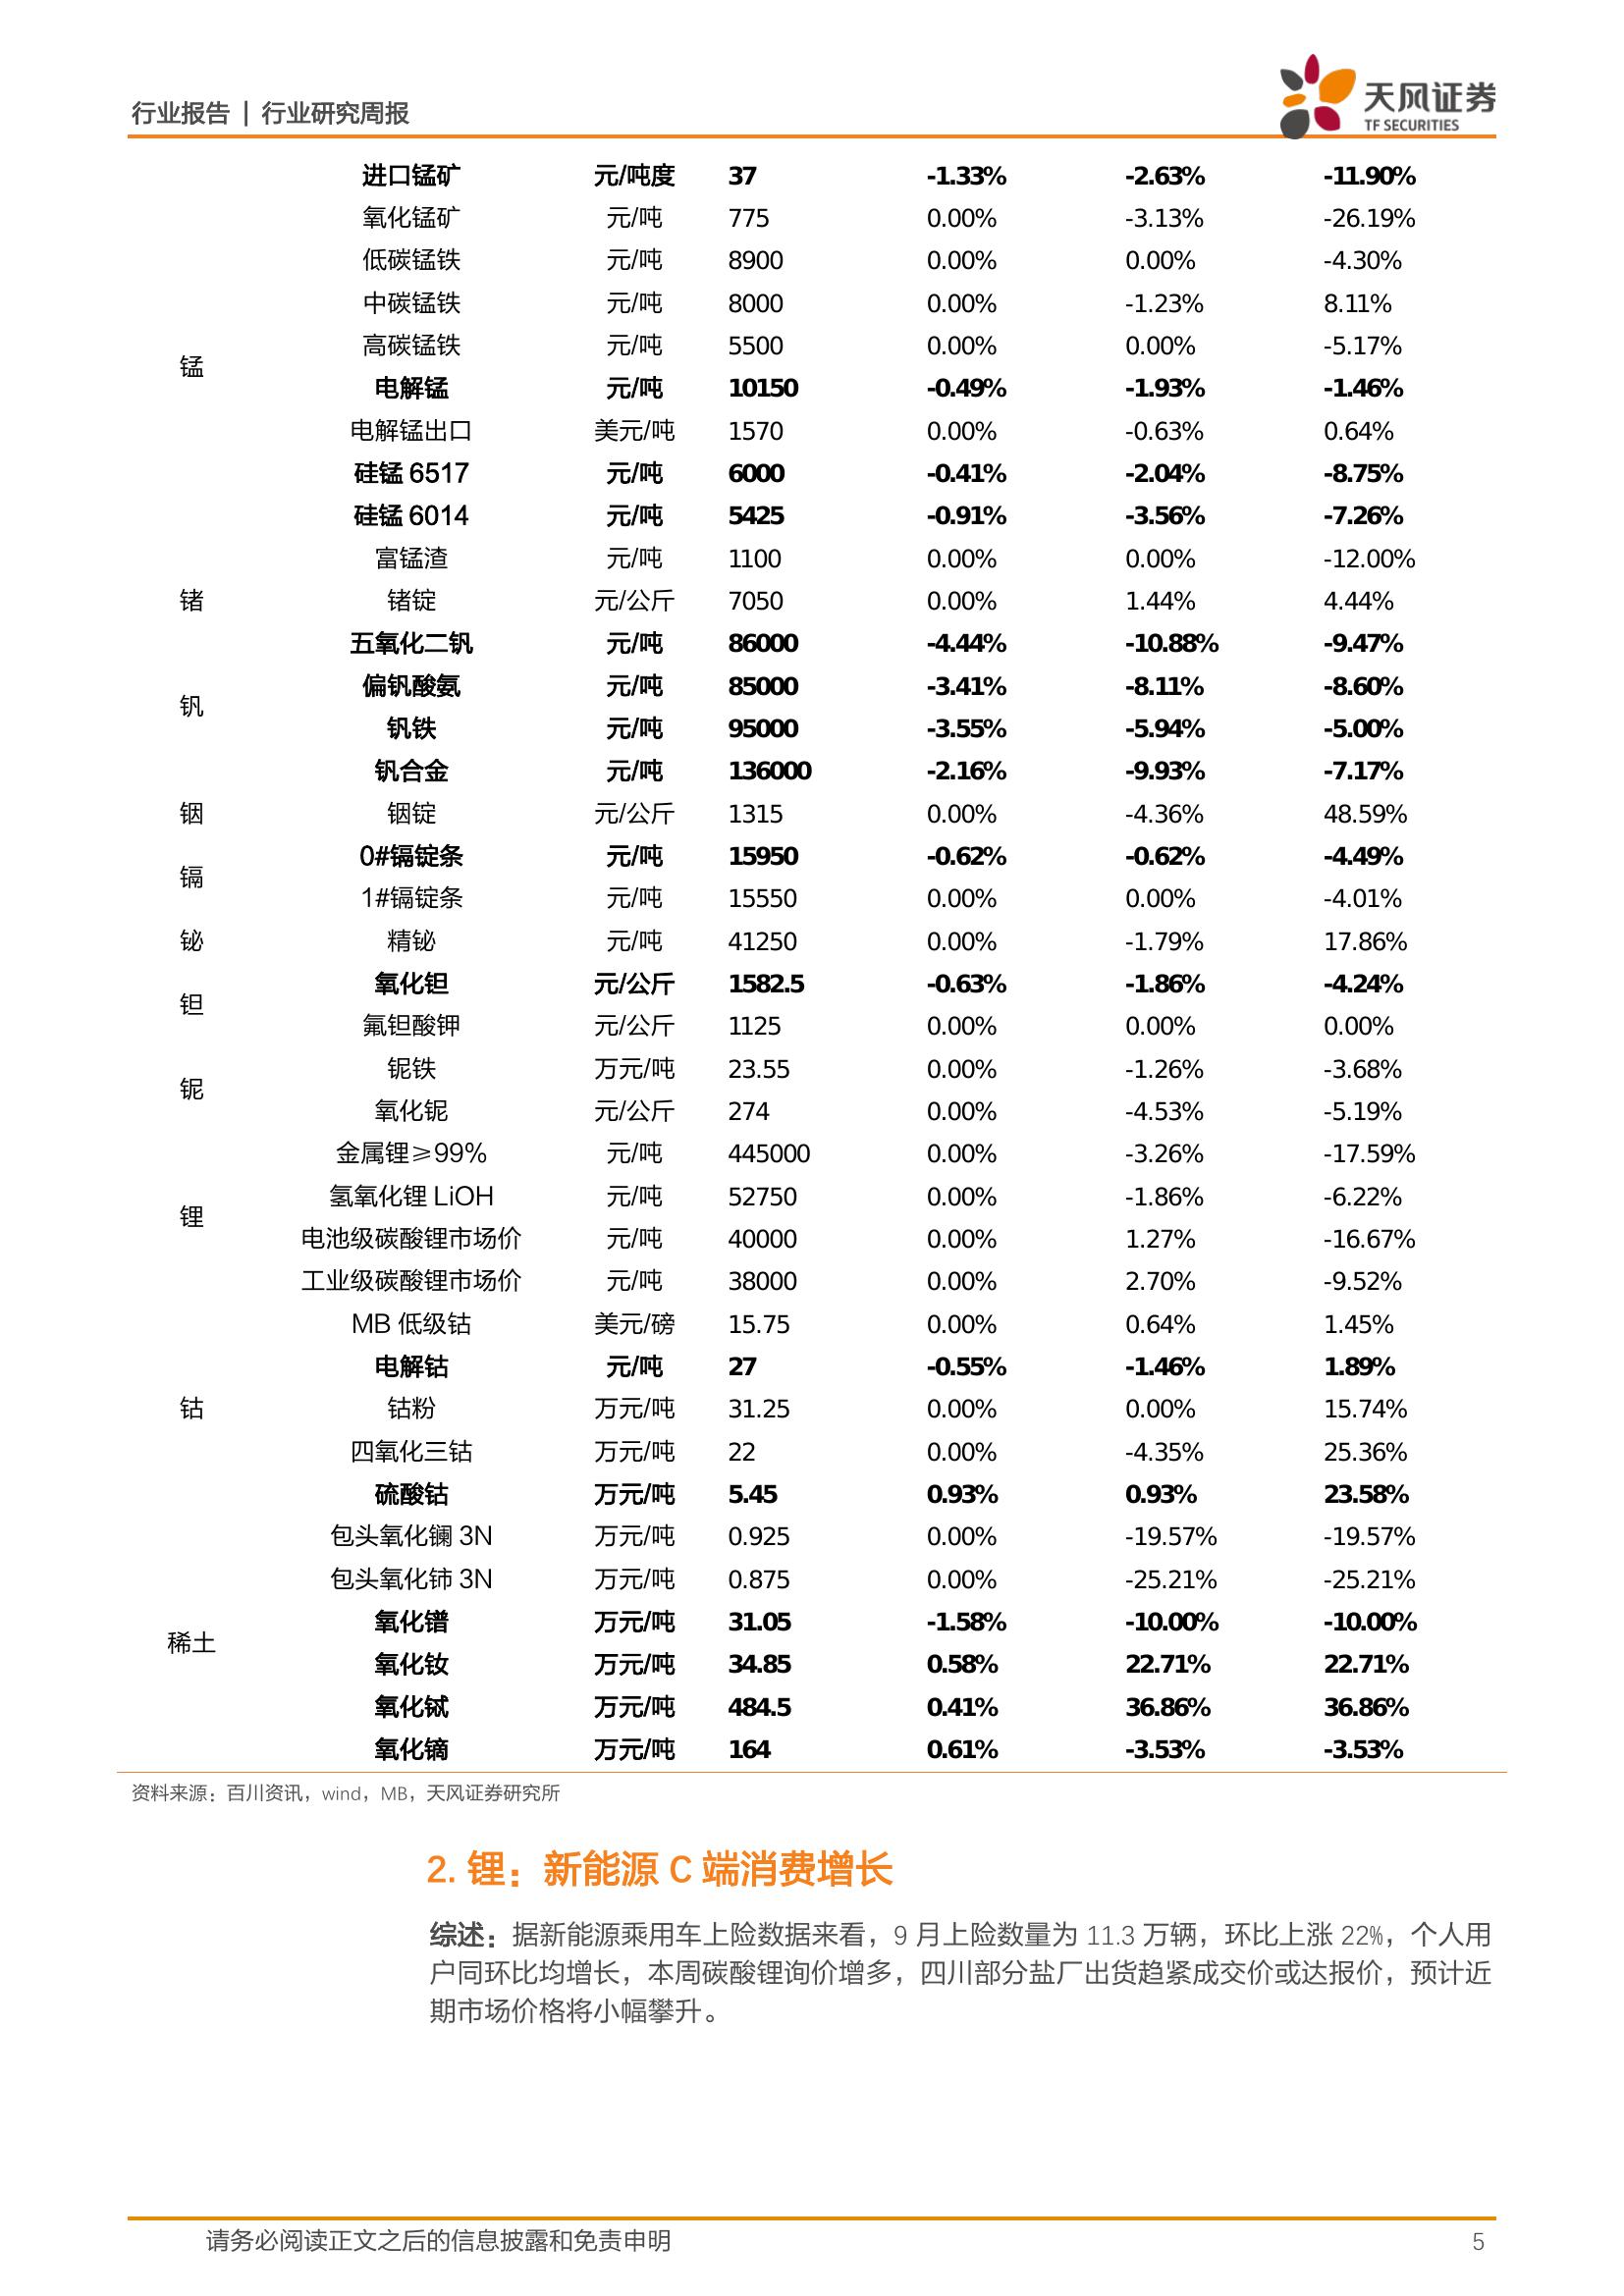 行业报告 | 行业研究周报
天风证券
TF SECURITIES
进口锰矿 元/吨度 37 -1.33% -2.63% -11.90%
氧化锰矿 元/吨 775 0.00% -3.13% -26.19%
低碳锰铁 元/吨 8900 0.00% 0.00% -4.30%
中碳锰铁 元/吨 8000 0.00% -1.23% 8.11%
高碳锰铁 元/吨 5500 0.00% 0.00% -5.17%
锰
电解锰 元/吨 10150 -0.49% -1.93% -1.46%
电解锰出口 美元/吨 1570 0.00% -0.63% 0.64%
硅锰 6517 元/吨 6000 -0.41% -2.04% -8.75%
硅锰 6014 元/吨 5425 -0.91% -3.56% -7.26%
富锰渣 元/吨 1100 0.00% 0.00% -12.00%
锗 锗锭 元/公斤 7050 0.00% 1.44% 4.44%
五氧化二钒 元/吨 86000 -4.44% -10.88% -9.47%
偏钒酸氨 元/吨 85000 -3.41% -8.11% -8.60%
钒
钒铁 元/吨 95000 -3.55% -5.94% -5.00%
钒合金 元/吨 136000 -2.16% -9.93% -7.17%
铟 铟锭 元/公斤 1315 0.00% -4.36% 48.59%
0#镉锭条 元/吨 15950 -0.62% -0.62% -4.49%
镉
1#镉锭条 元/吨 15550 0.00% 0.00% -4.01%
铋 精铋 元/吨 41250 0.00% -1.79% 17.86%
氧化钽 元/公斤 1582.5 -0.63% -1.86% -4.24%
钽
氟钽酸钾 元/公斤 1125 0.00% 0.00% 0.00%
铌铁 万元/吨 23.55 0.00% -1.26% -3.68%
铌
氧化铌 元/公斤 274 0.00% -4.53% -5.19%
金属锂≥99% 元/吨 445000 0.00% -3.26% -17.59%
氢氧化锂 LiOH 元/吨 52750 0.00% -1.86% -6.22%
锂
电池级碳酸锂市场价 元/吨 40000 0.00% 1.27% -16.67%
工业级碳酸锂市场价 元/吨 38000 0.00% 2.70% -9.52%
MB 低级钴 美元/磅 15.75 0.00% 0.64% 1.45%
电解钴 元/吨 27 -0.55% -1.46% 1.89%
钴 钴粉 万元/吨 31.25 0.00% 0.00% 15.74%
四氧化三钴 万元/吨 22 0.00% -4.35% 25.36%
硫酸钴 万元/吨 5.45 0.93% 0.93% 23.58%
包头氧化镧 3N 万元/吨 0.925 0.00% -19.57% -19.57%
包头氧化铈 3N 万元/吨 0.875 0.00% -25.21% -25.21%
氧化镨 万元/吨 31.05 -1.58% -10.00% -10.00%
稀土
氧化钕 万元/吨 34.85 0.58% 22.71% 22.71%
氧化铽 万元/吨 484.5 0.41% 36.86% 36.86%
氧化镝 万元/吨 164 0.61% -3.53% -3.53%
资料来源：百川资讯，wind，MB，天风证券研究所
2. 锂：新能源 C 端消费增长
综述：据新能源乘用车上险数据来看，9 月上险数量为 11.3 万辆，环比上涨 22%，个人用
户同环比均增长，本周碳酸锂询价增多，四川部分盐厂出货趋紧成交价或达报价，预计近
期市场价格将小幅攀升。
请务必阅读正文之后的信息披露和免责申明 5